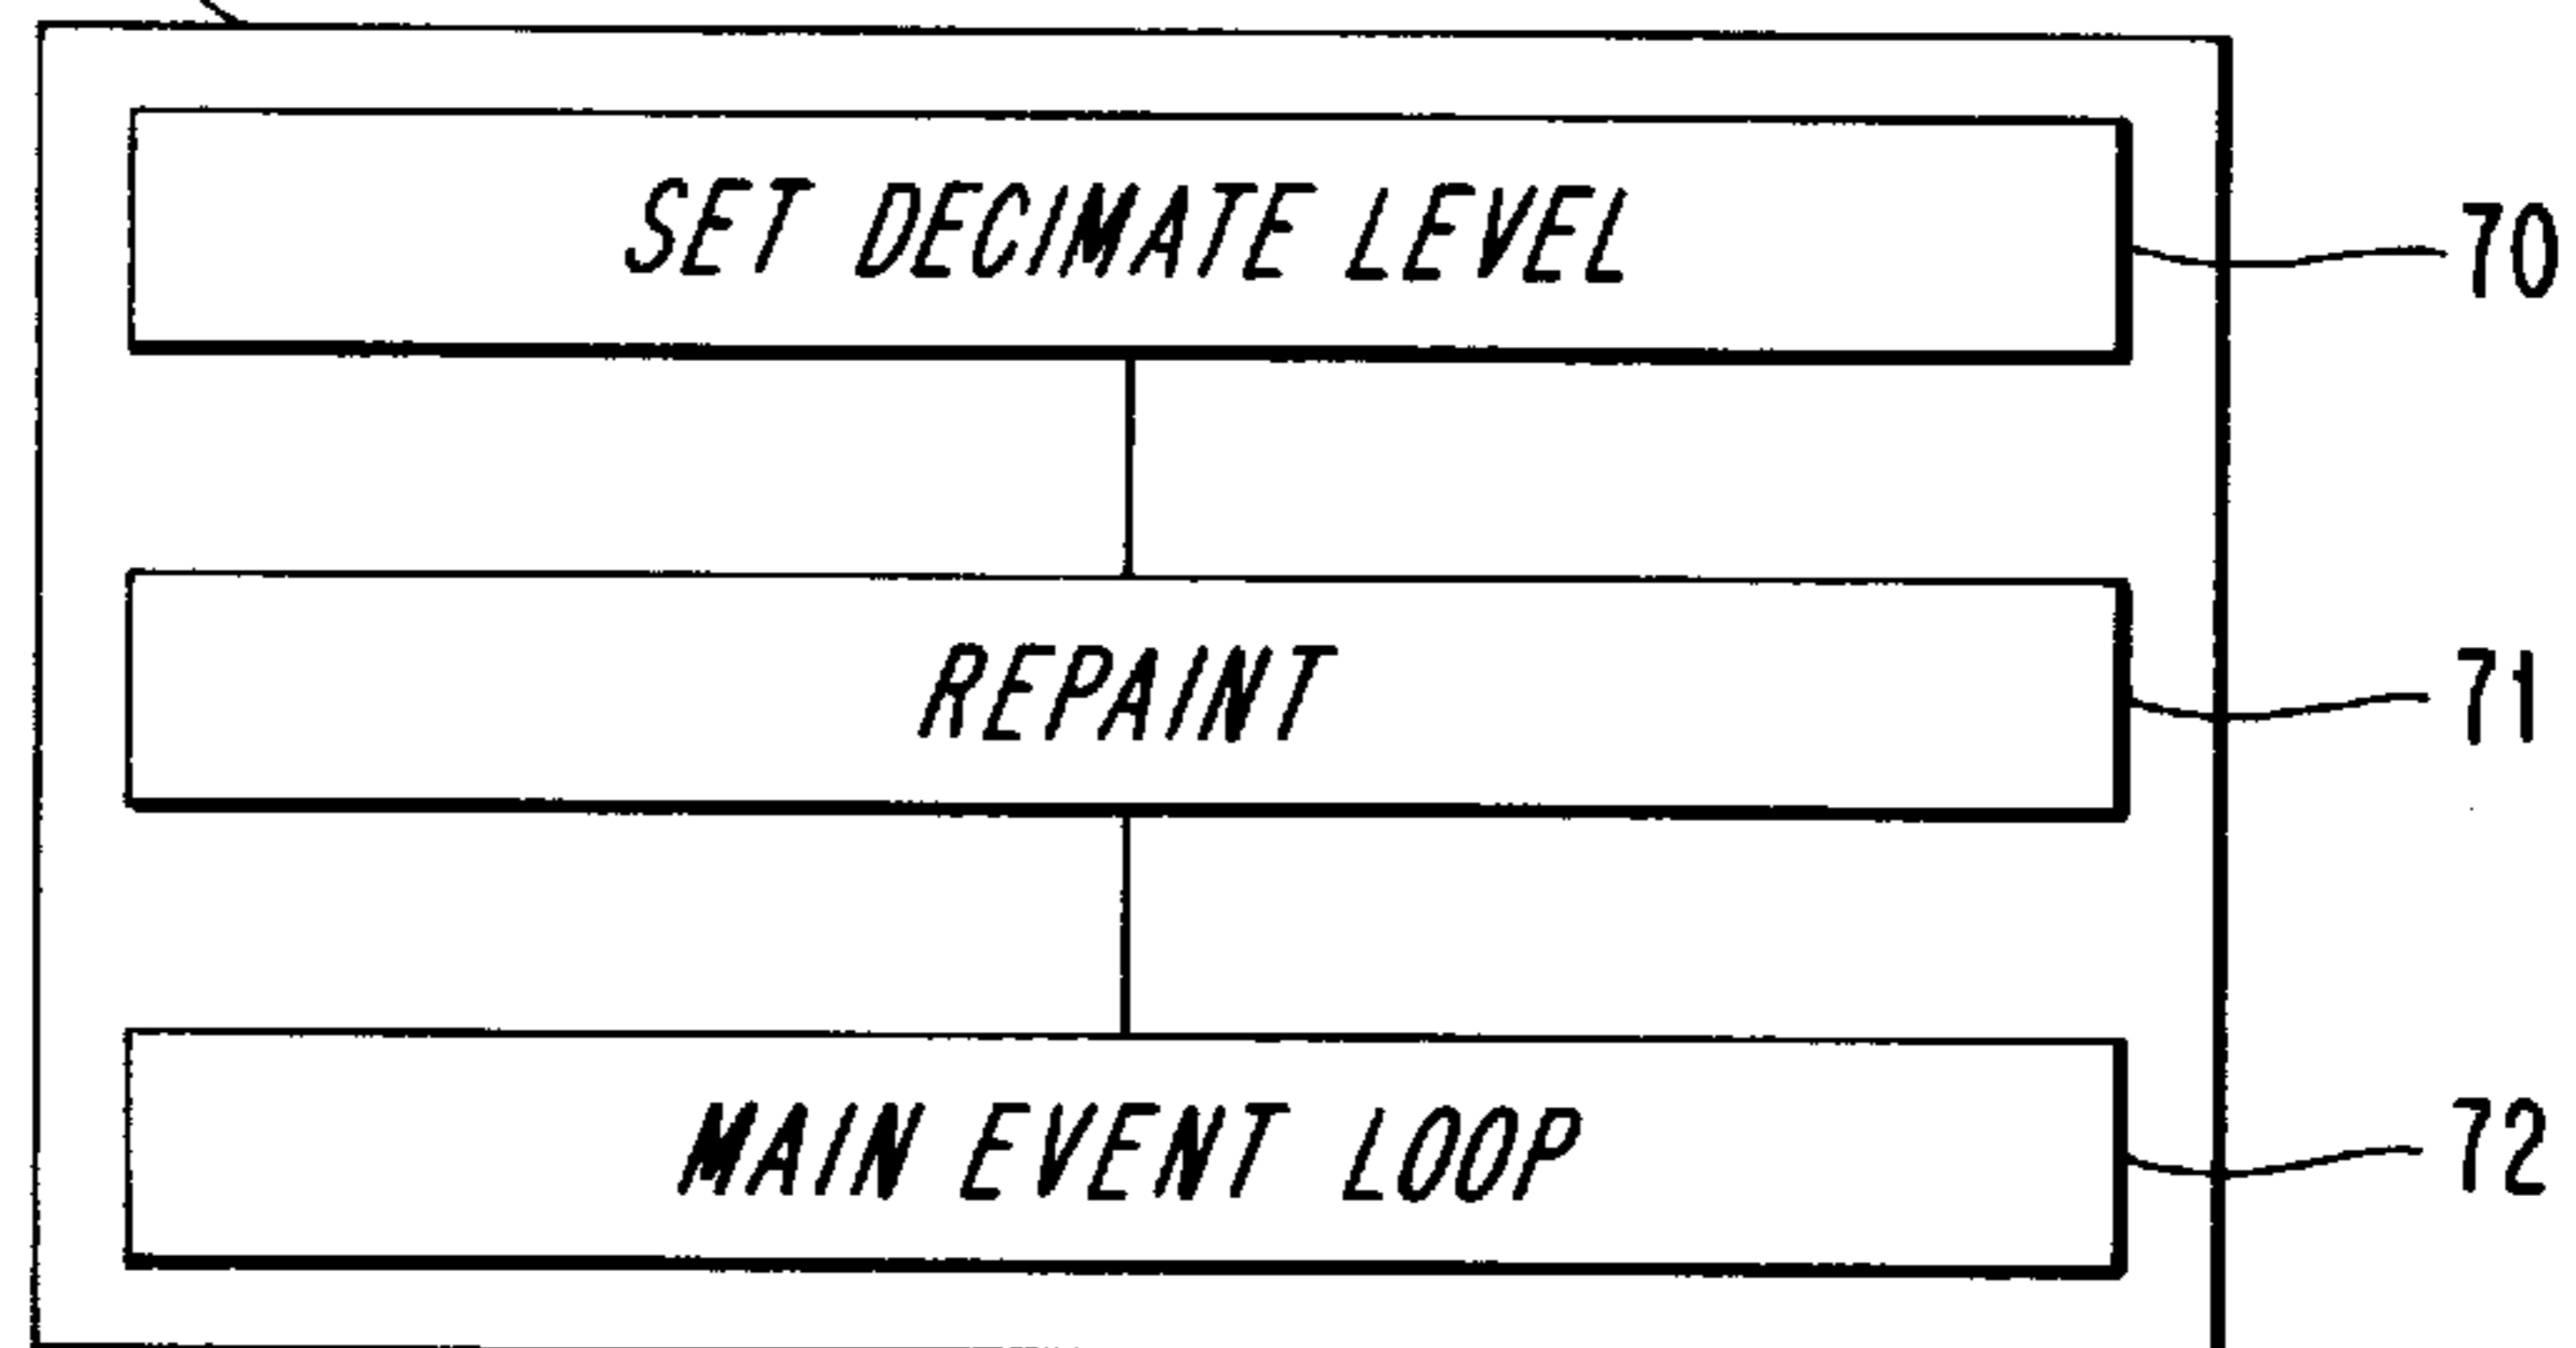 SET DECIMATE LEVEL
70
REPAINT
71
MAIN EVENT LOOP
72